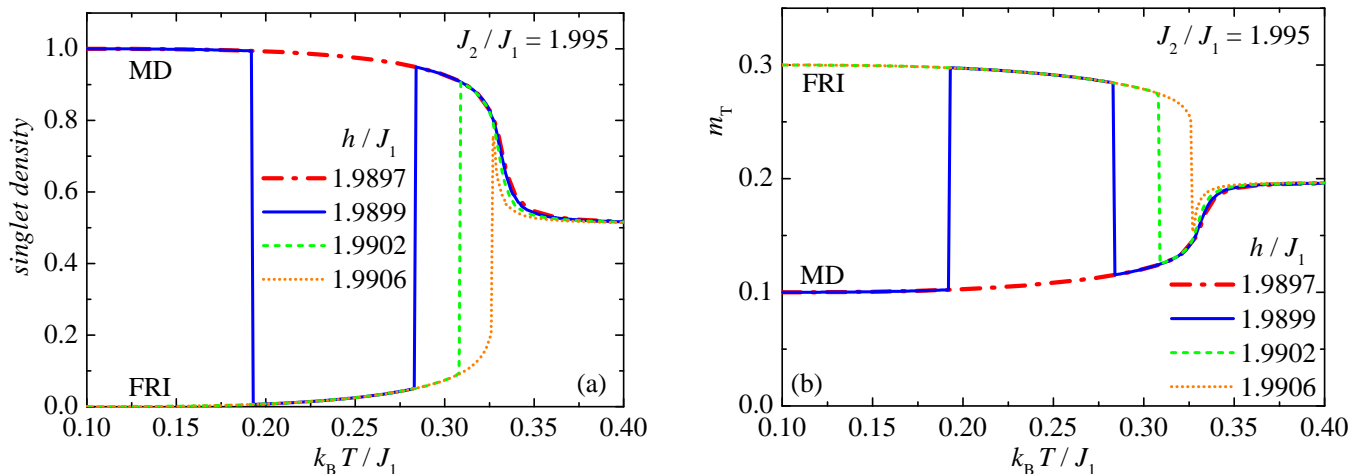 J₂ / J₁ = 1.995
1.0
MD
0.8
h / J₁
0.6
1.9897
1.9899
0.4
1.9902
1.9906
0.2
FRI
(a)
0.0
0.10 0.15 0.20 0.25 0.30 0.35 0.40
k_B T / J₁
singlet density
J₂ / J₁ = 1.995
0.3
FRI
0.2
h / J₁
MD
0.1
1.9897
1.9899
1.9902
1.9906
(b)
0.0
0.10 0.15 0.20 0.25 0.30 0.35 0.40
k_B T / J₁
m_T